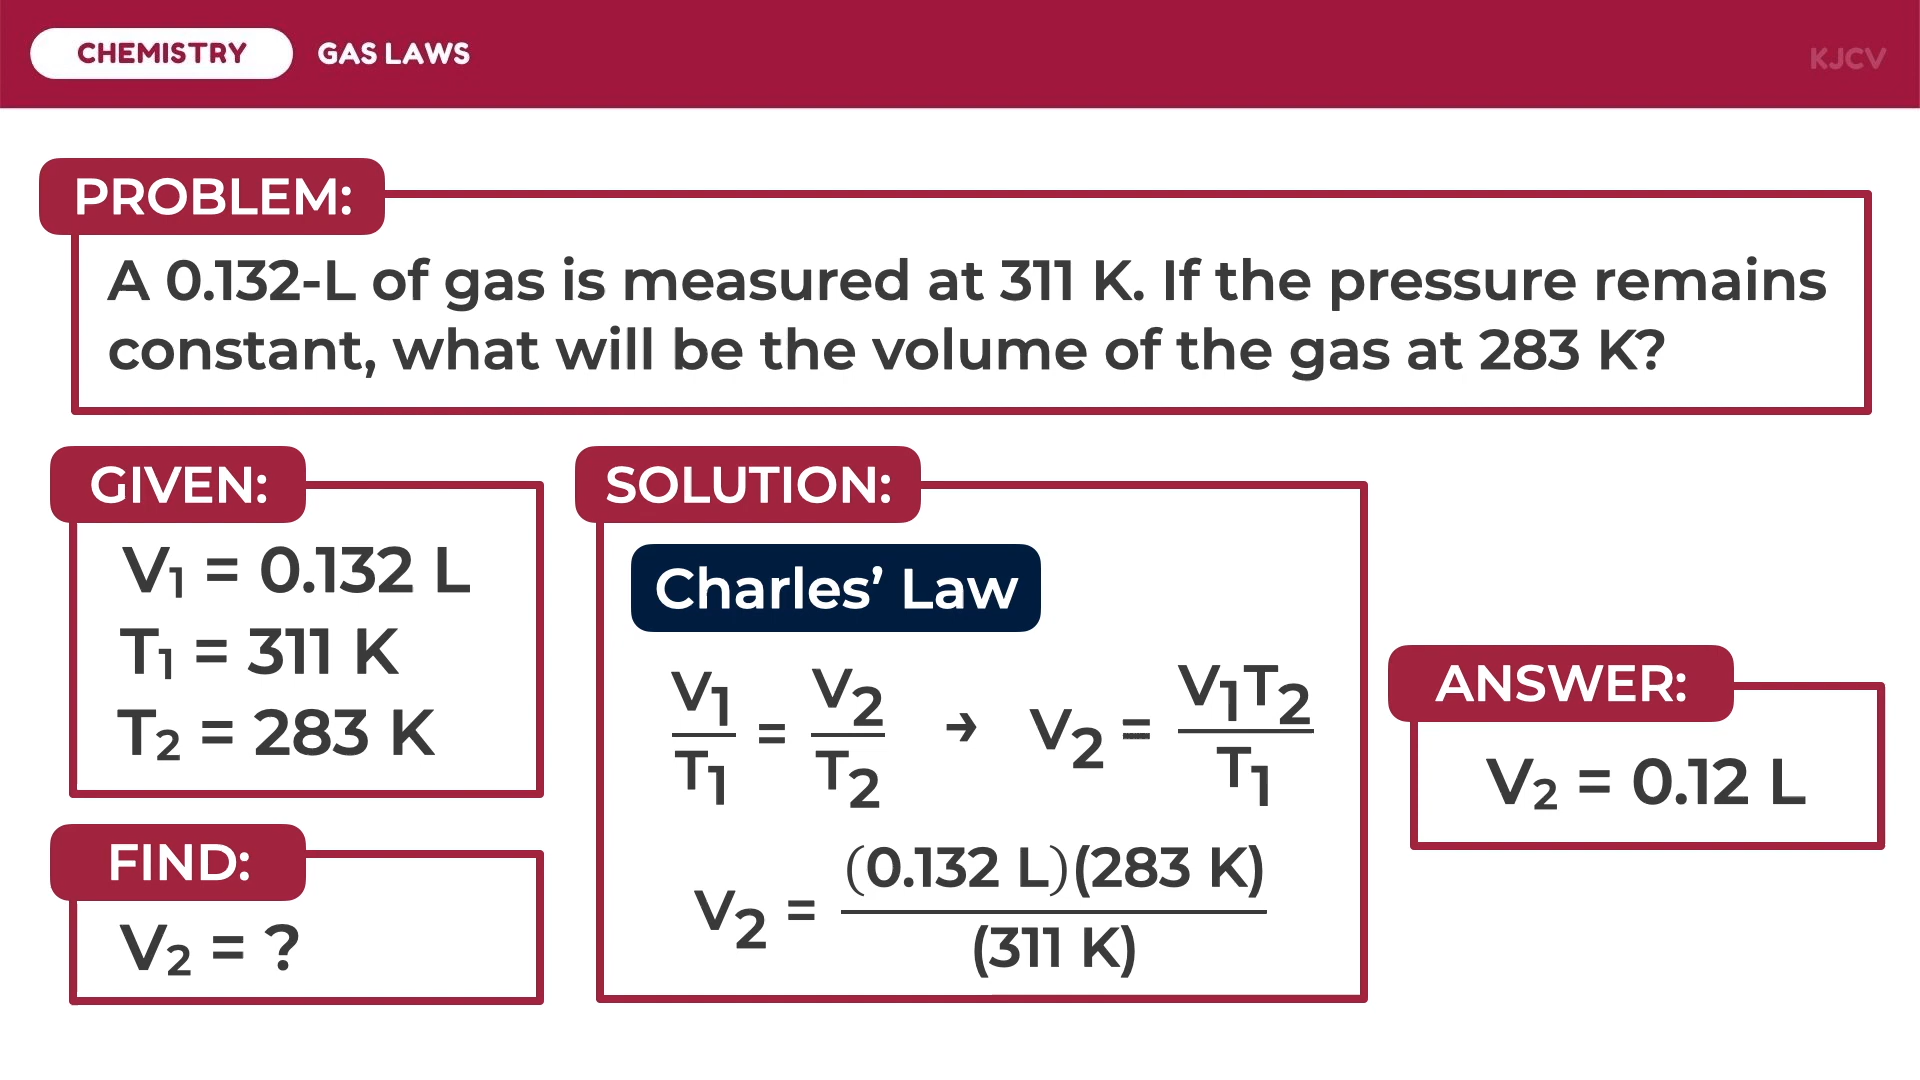 CHEMISTRY GAS LAWS KJCV
PROBLEM:
A 0.132-L of gas is measured at 311 K. If the pressure remains
constant, what will be the volume of the gas at 283 K?
GIVEN:
V₁ = 0.132 L
T₁ = 311 K
T₂ = 283 K
FIND:
V₂ = ?
SOLUTION:
Charles’ Law
V₁/T₁ = V₂/T₂ → V₂ = V₁T₂/T₁
V₂ = (0.132 L)(283 K)/(311 K)
ANSWER:
V₂ = 0.12 L